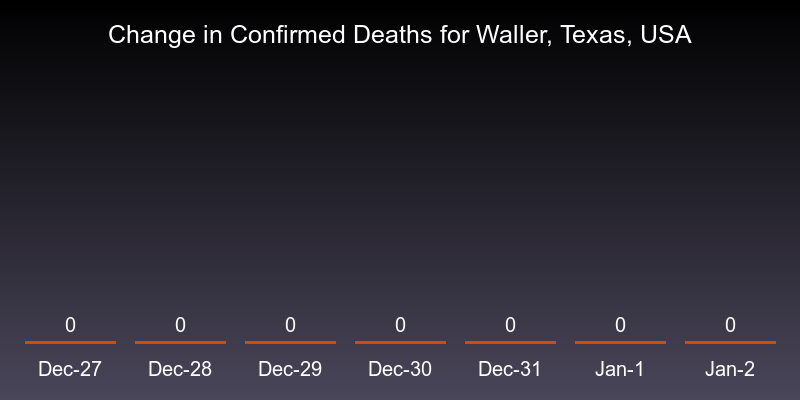 Change in Confirmed Deaths for Waller, Texas, USA
0 0 0 0 0 0 0
Dec-27 Dec-28 Dec-29 Dec-30 Dec-31 Jan-1 Jan-2